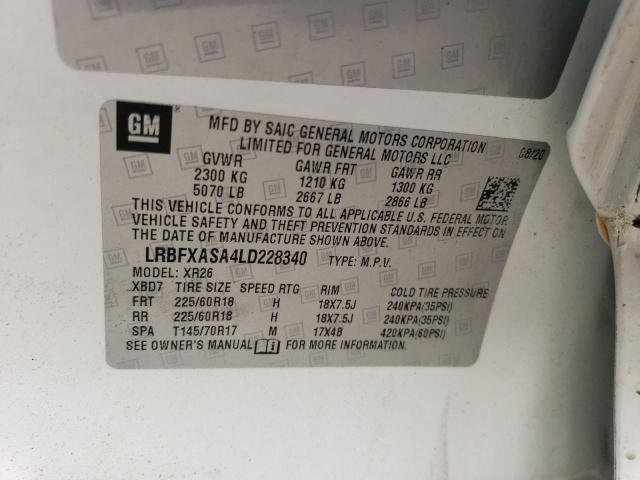 GM
MFD BY SAIC GENERAL MOTORS CORPORATION
LIMITED FOR GENERAL MOTORS LLC
08/20
GVWR GAWR FRT GAWR RR
2300 KG 1210 KG 1300 KG
5070 LB 2667 LB 2866 LB
THIS VEHICLE CONFORMS TO ALL APPLICABLE U.S. FEDERAL MOTOR
VEHICLE SAFETY AND THEFT PREVENTION STANDARDS IN EFFECT ON
THE DATE OF MANUFACTURE SHOWN ABOVE.
LRBFXASA4LD228340 TYPE: M.P.V.
MODEL: XR26
XBD7 TIRE SIZE SPEED RTG RIM COLD TIRE PRESSURE
FRT 225/60R18 H 18X7.5J 240KPA(35PSI)
RR 225/60R18 H 18X7.5J 240KPA(35PSI)
SPA T145/70R17 M 17X4B 420KPA(60PSI)
SEE OWNER'S MANUAL FOR MORE INFORMATION.